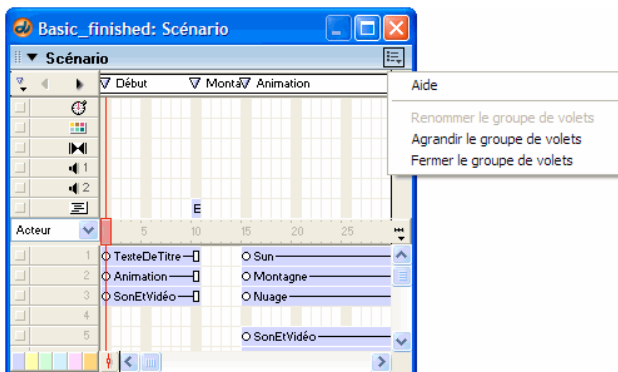 Basic_finished: Scénario
Scénario
Début Monta Animation
Aide
Renommer le groupe de volets
Agrandir le groupe de volets
Fermer le groupe de volets
1
2
E
Acteur 5 10 15 20 25
1 TexteDeTitre Sun
2 Animation Montagne
3 SonEtVidéo Nuage
4
5 SonEtVidéo